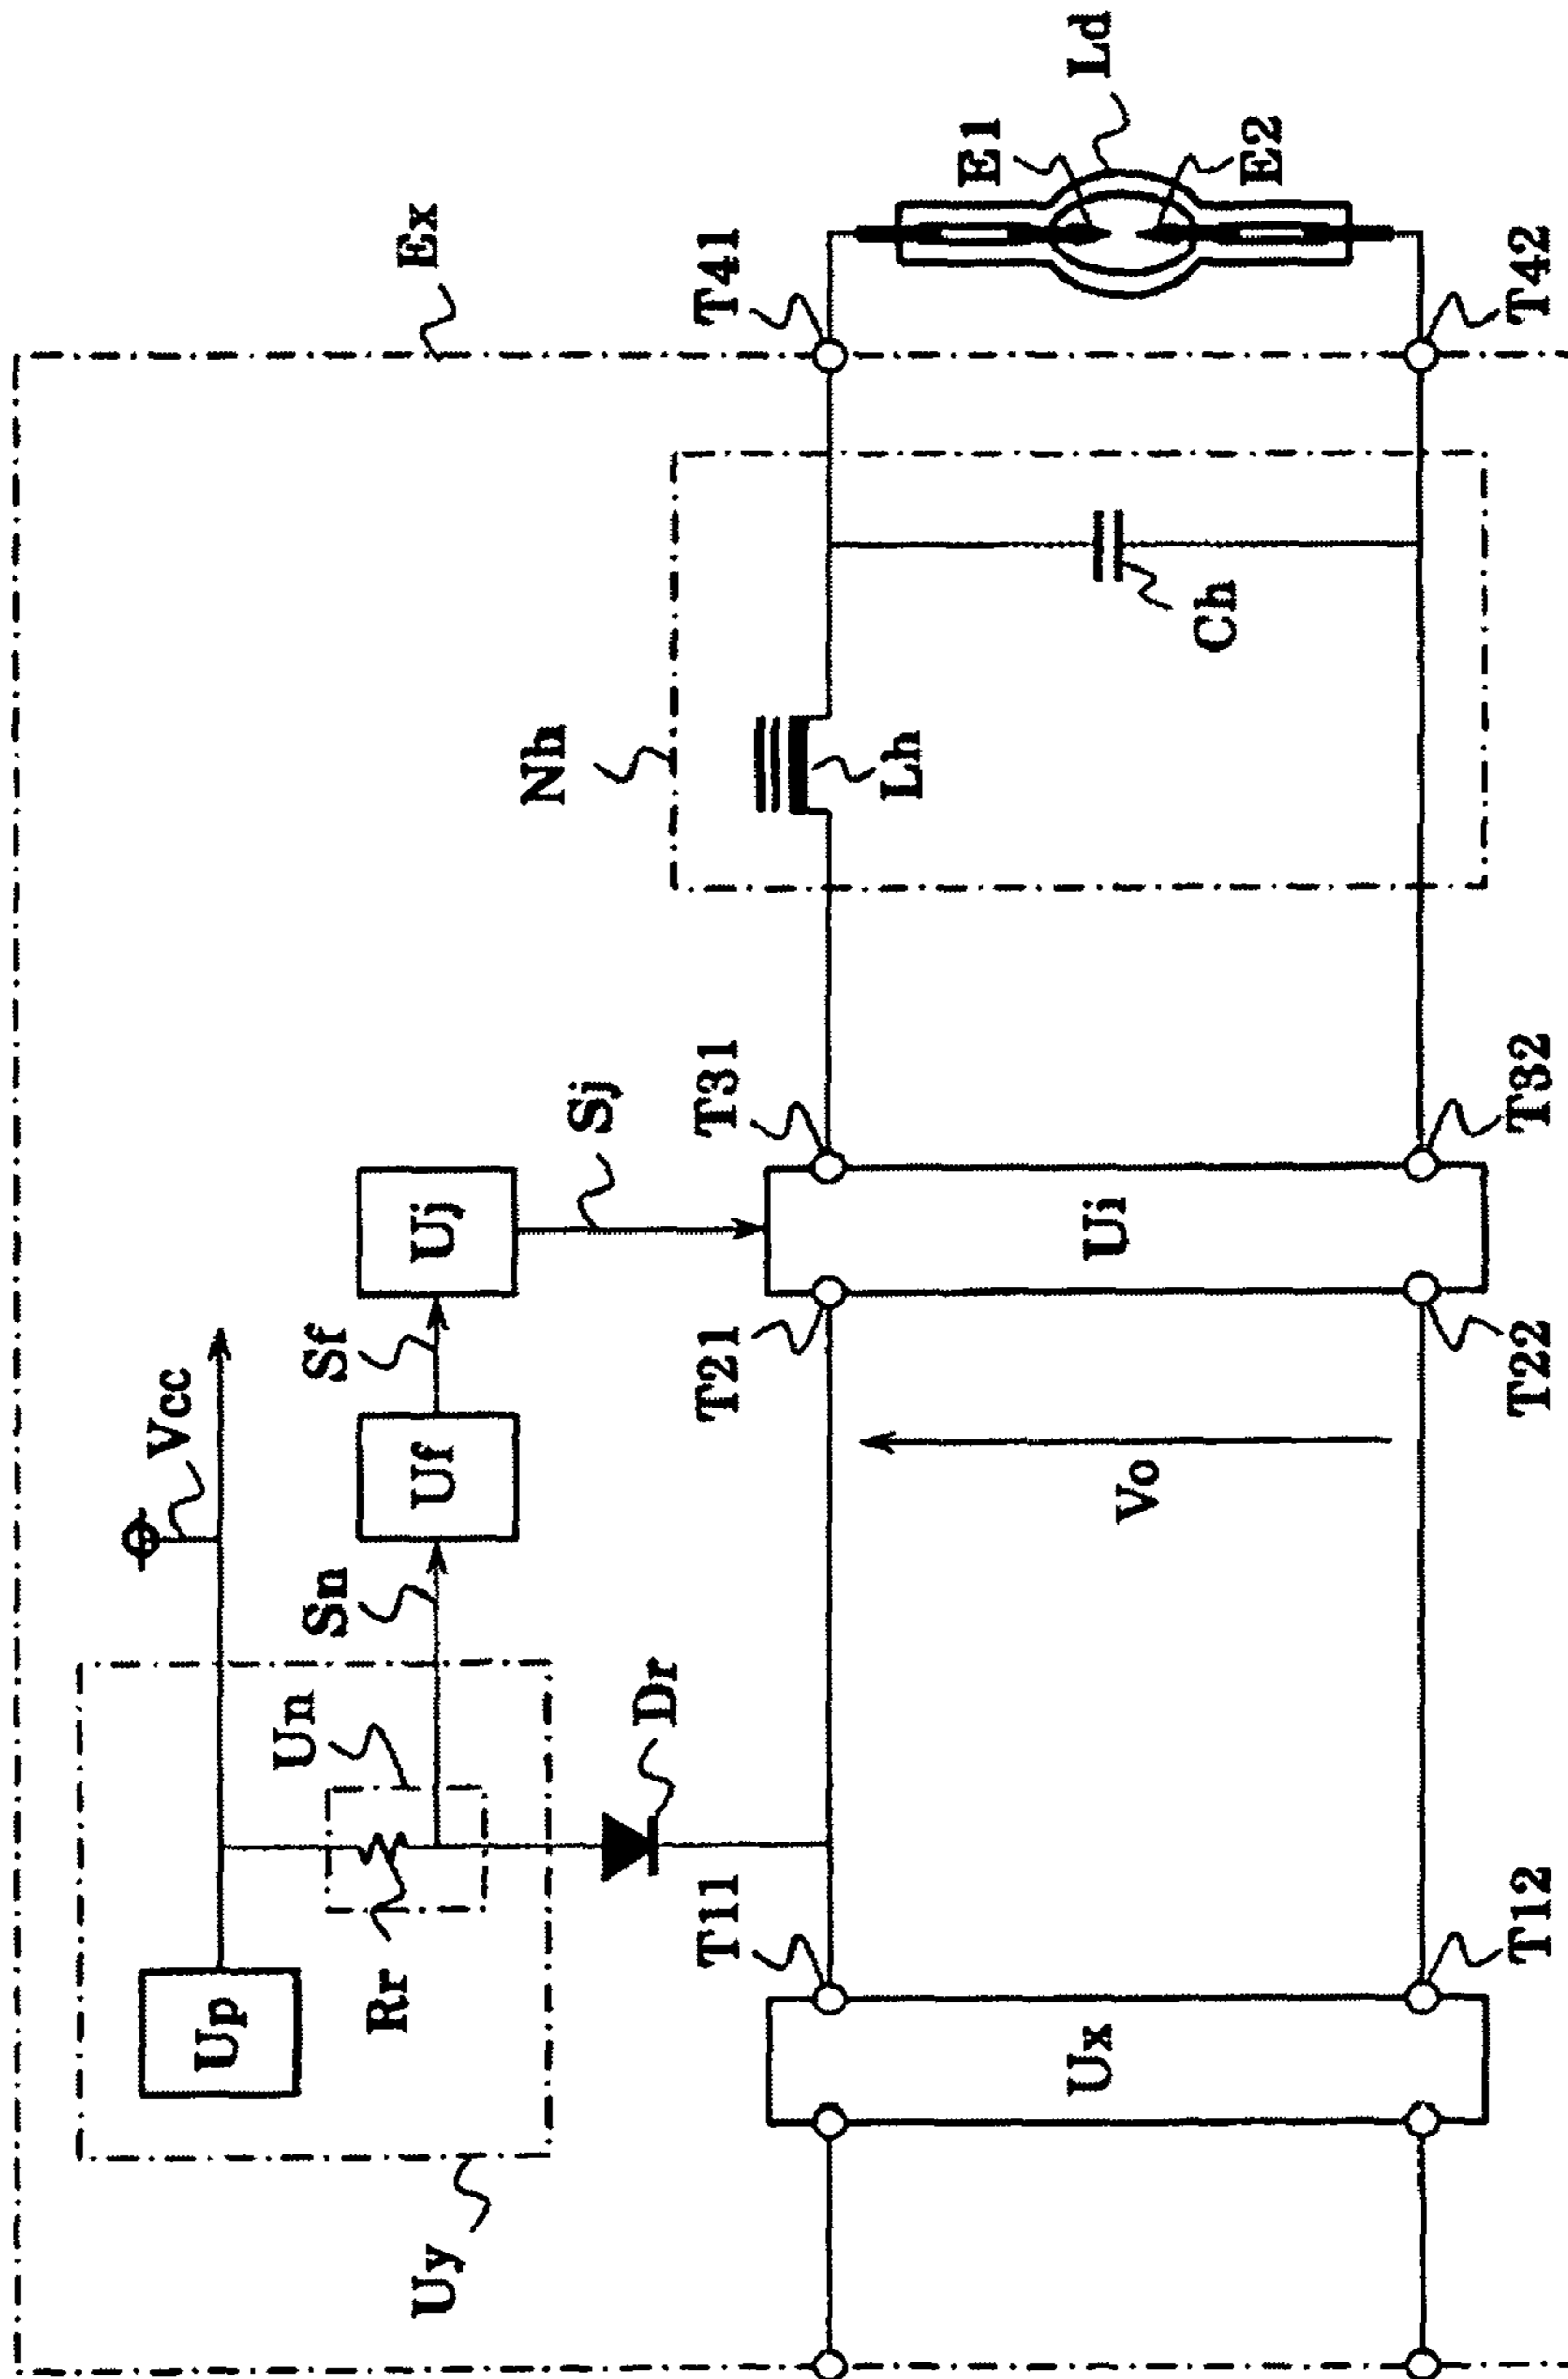 Ex
Uy
Up
Vcc
Un
Rr
Sn
Uf
Sf
Uj
Sj
Dr
Nh
Lh
Ch
T11
T21
T31
T41
E1
Ld
E2
Ux
Vo
Ui
T12
T22
T32
T42